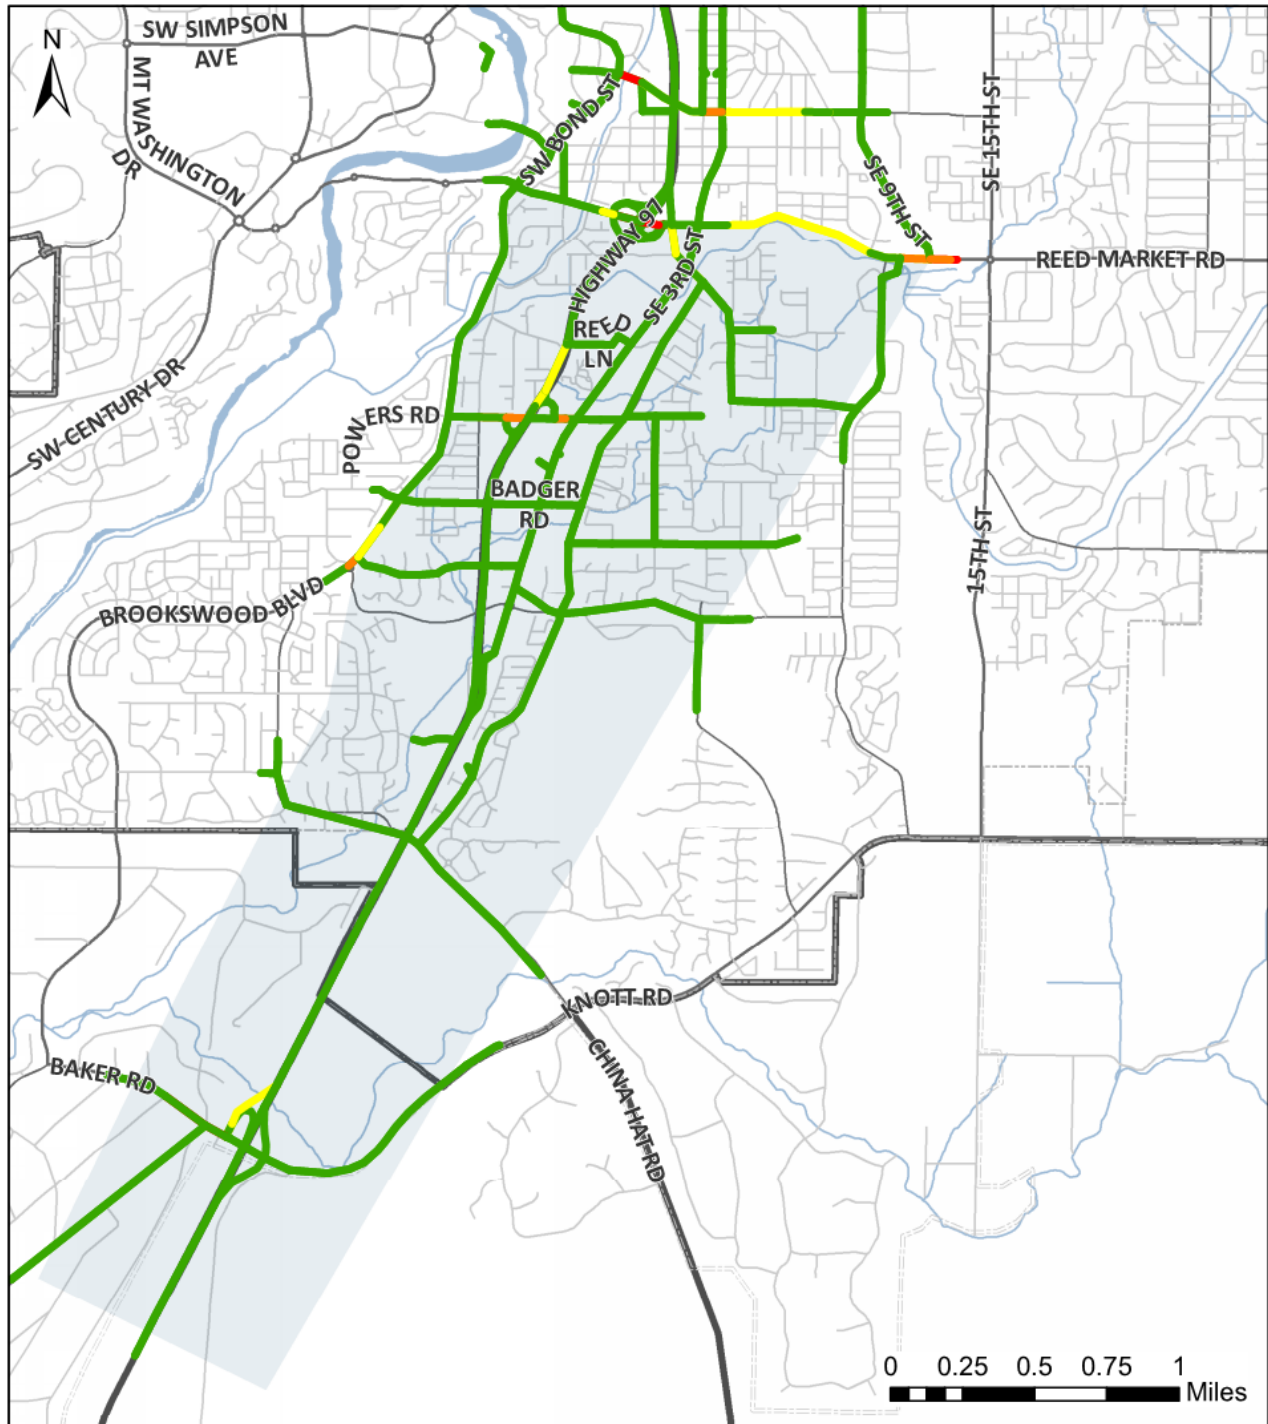 SW SIMPSON
AVE
N
MT WASHINGTON
DR
SW BOND ST
SE 15TH ST
SE 9TH ST
HIGHWAY 97
SE 3RD ST
REED MARKET RD
REED
LN
SW CENTURY DR
POWERS RD
BADGER
RD
15TH ST
BROOKSWOOD BLVD
KNOTT RD
BAKER RD
CHINA HAT RD
0 0.25 0.5 0.75 1
Miles